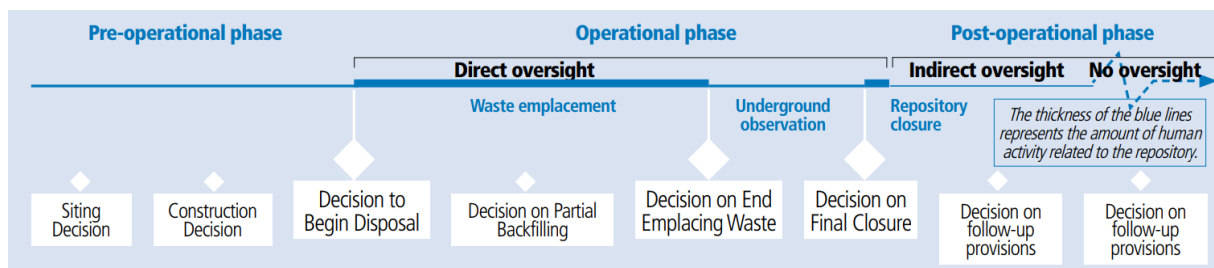 Pre-operational phase
Operational phase
Post-operational phase
Direct oversight
Indirect oversight
No oversight
Waste emplacement
Underground
observation
Repository
closure
The thickness of the blue lines
represents the amount of human
activity related to the repository.
Siting
Decision
Construction
Decision
Decision to
Begin Disposal
Decision on Partial
Backfilling
Decision on End
Emplacing Waste
Decision on
Final Closure
Decision on
follow-up
provisions
Decision on
follow-up
provisions